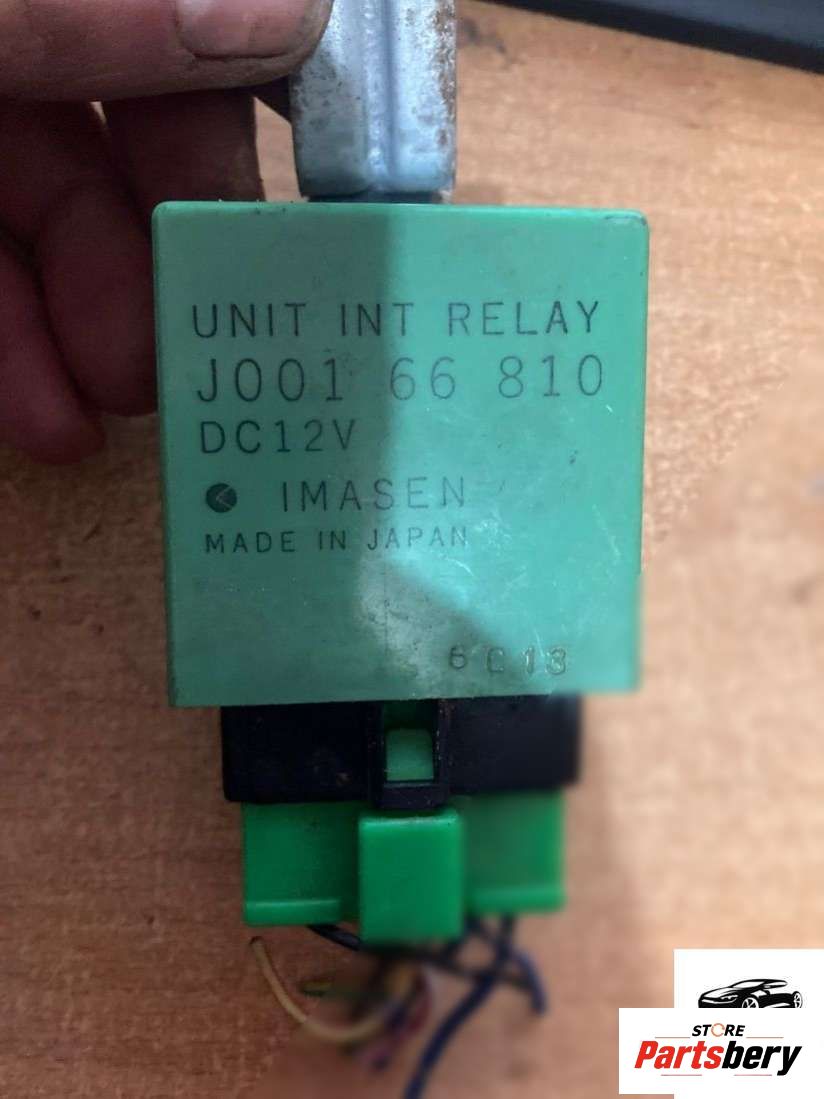 UNIT INT RELAY
J001 66 810
DC12V
IMASEN
MADE IN JAPAN
6C13
STORE
Partsbery